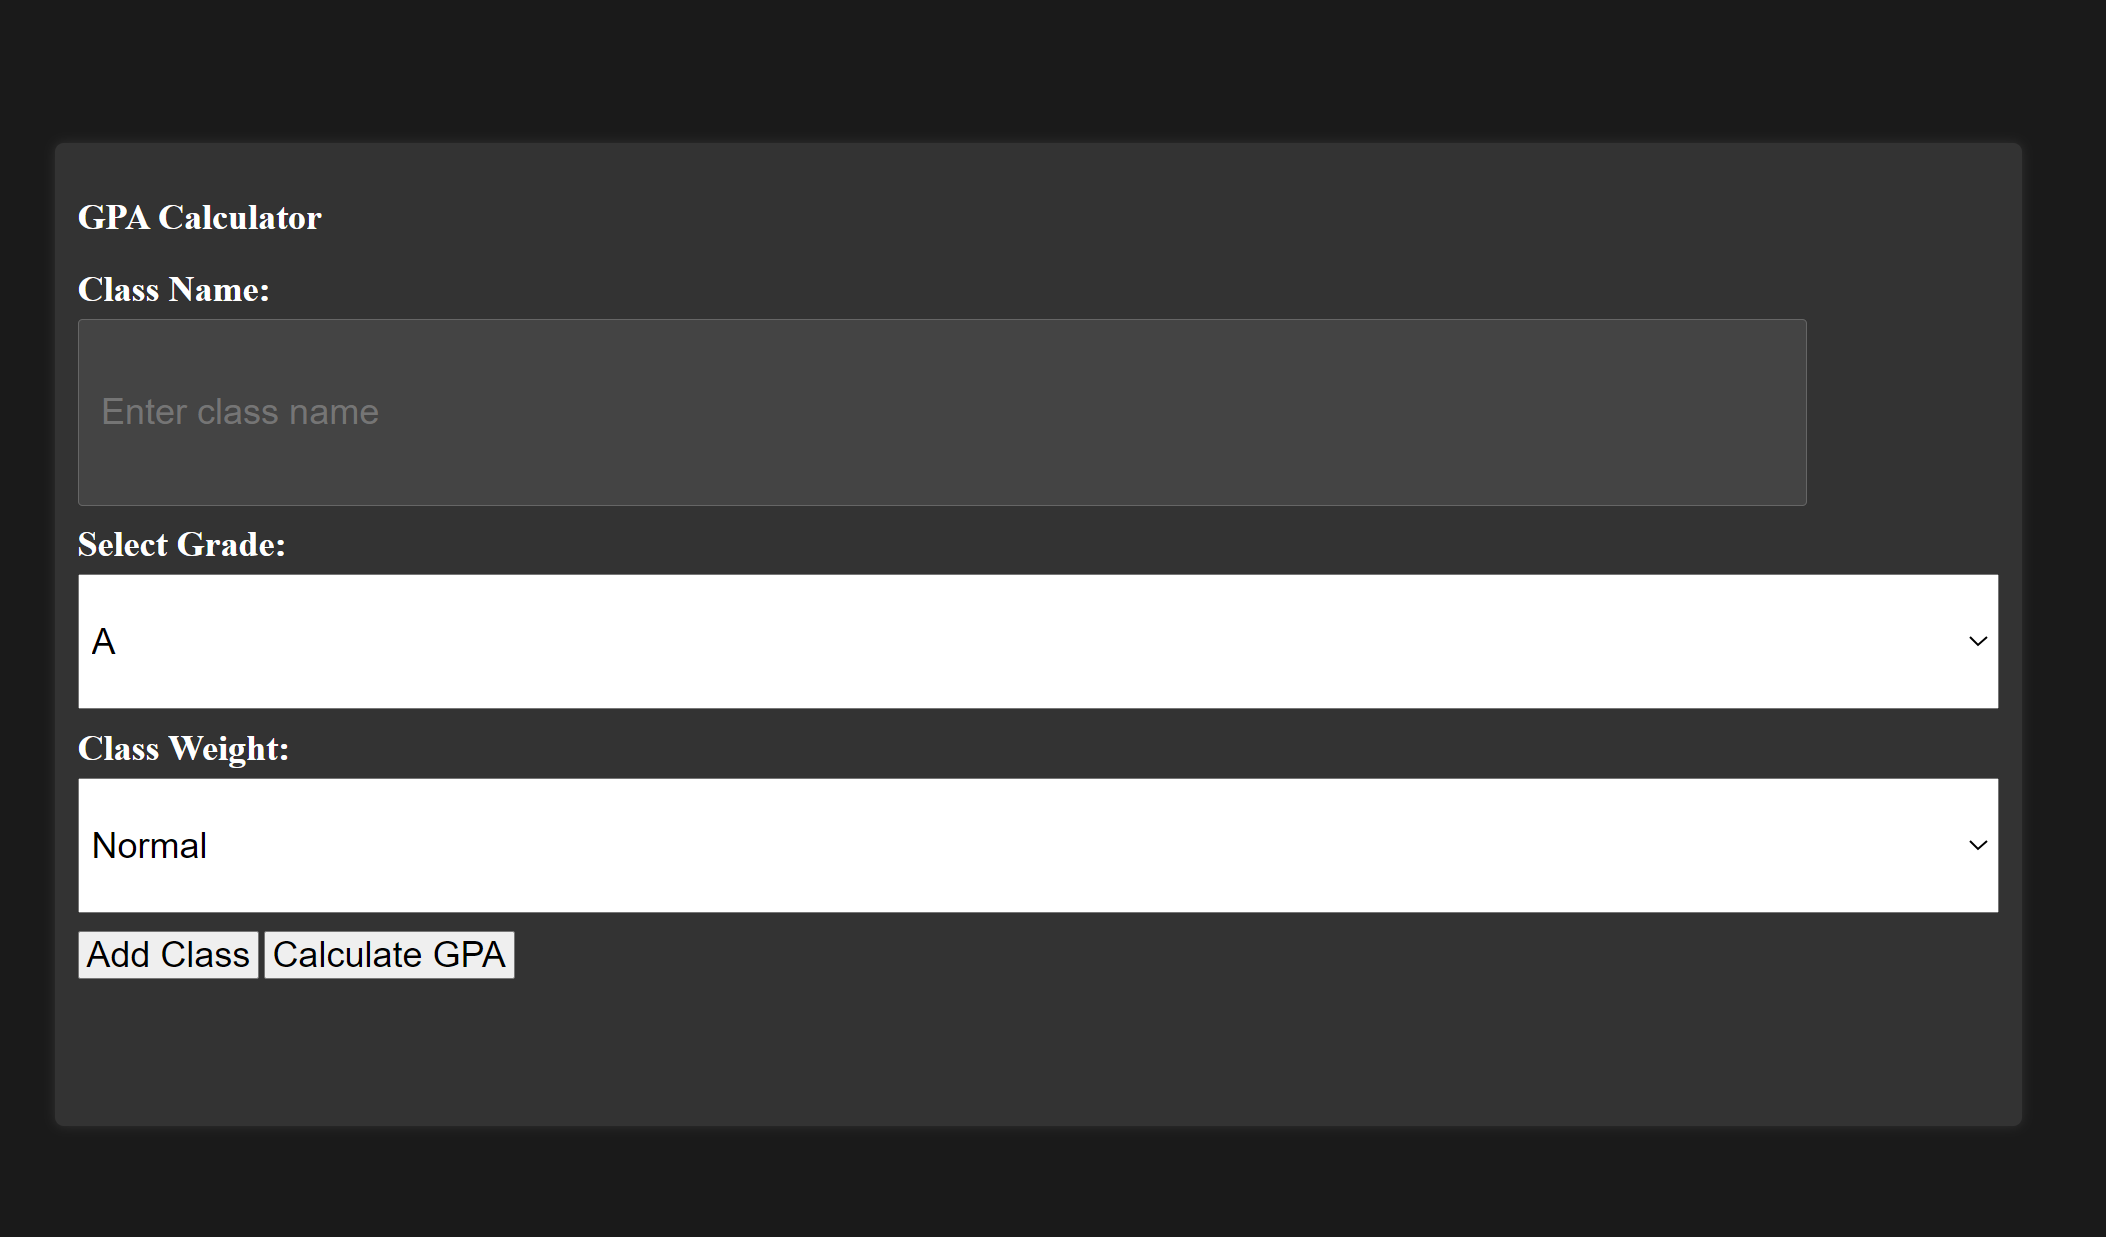 GPA Calculator
Class Name:
Enter class name
Select Grade:
A
Class Weight:
Normal
Add Class Calculate GPA